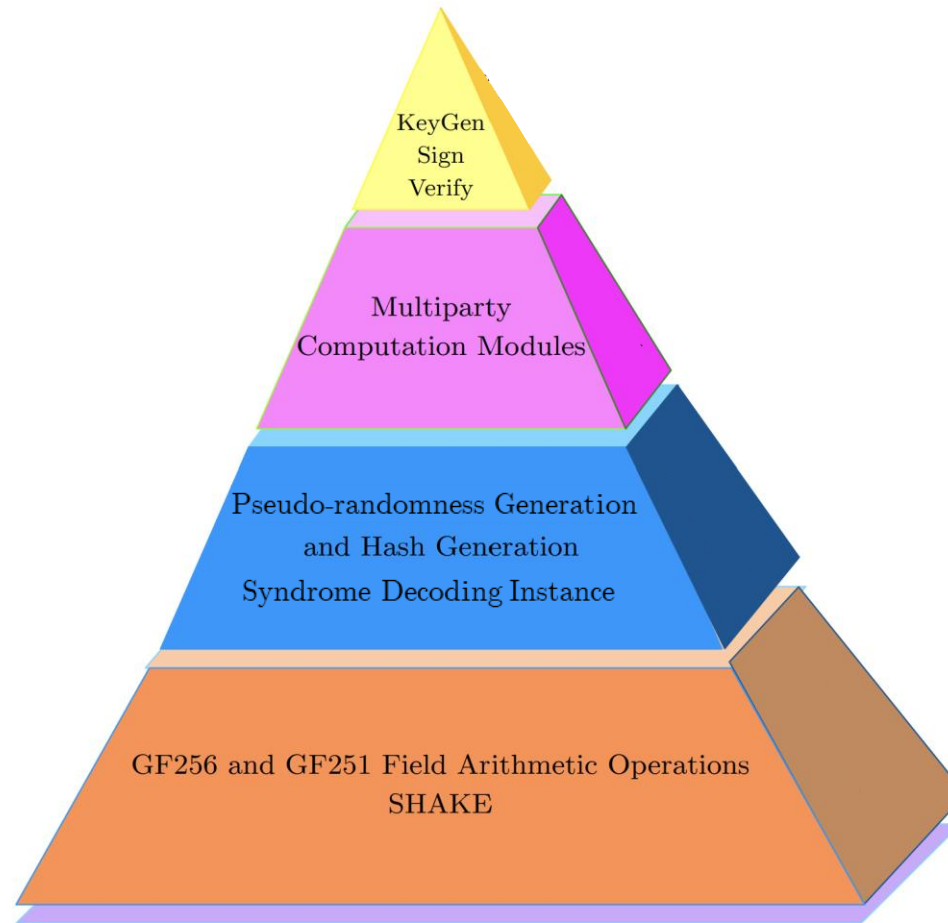 KeyGen
Sign
Verify
Multiparty
Computation Modules
Pseudo-randomness Generation
and Hash Generation
Syndrome Decoding Instance
GF256 and GF251 Field Arithmetic Operations
SHAKE